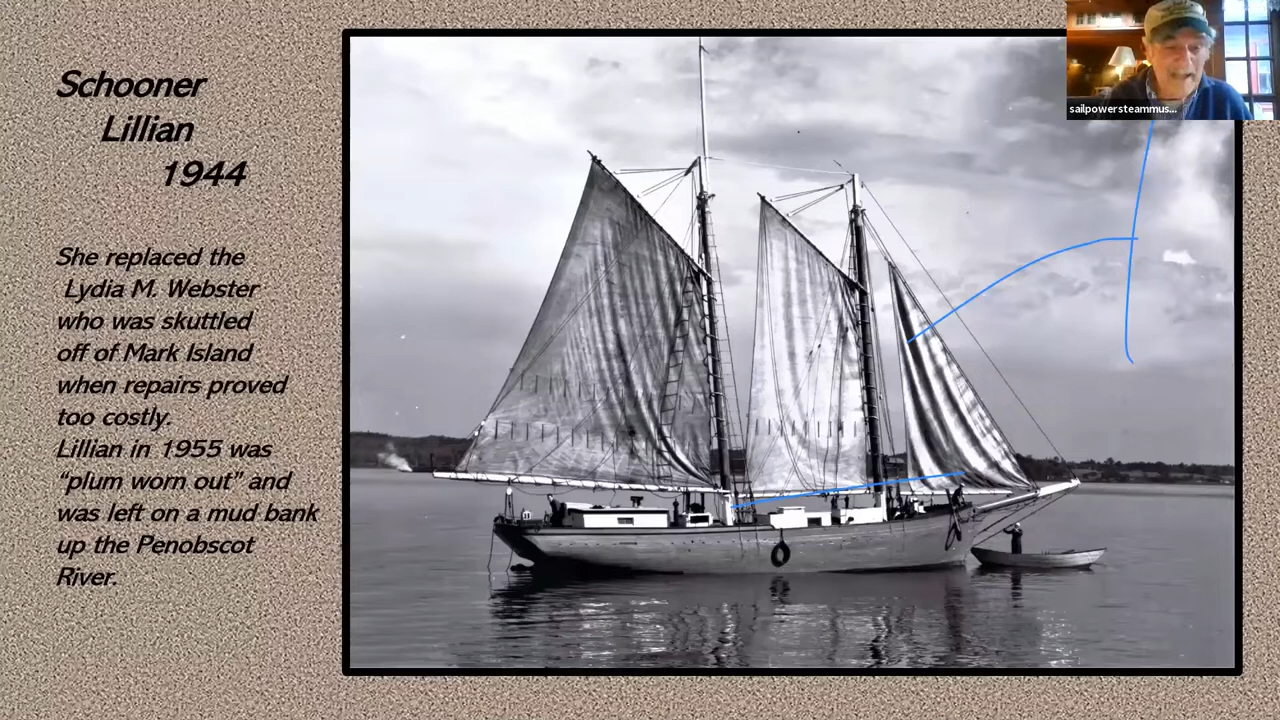 Schooner
Lillian
1944
She replaced the
Lydia M. Webster
who was skuttled
off of Mark Island
when repairs proved
too costly.
Lillian in 1955 was
“plum worn out” and
was left on a mud bank
up the Penobscot
River.
sailpowersteammus...